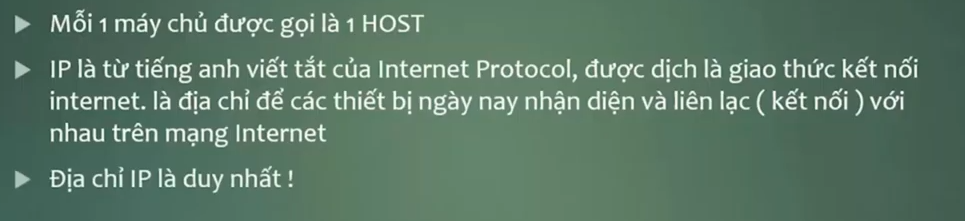 Mỗi 1 máy chủ được gọi là 1 HOST
IP là từ tiếng anh viết tắt của Internet Protocol, được dịch là giao thức kết nối
internet. là địa chỉ để các thiết bị ngày nay nhận diện và liên lạc ( kết nối ) với
nhau trên mạng Internet
Địa chỉ IP là duy nhất !